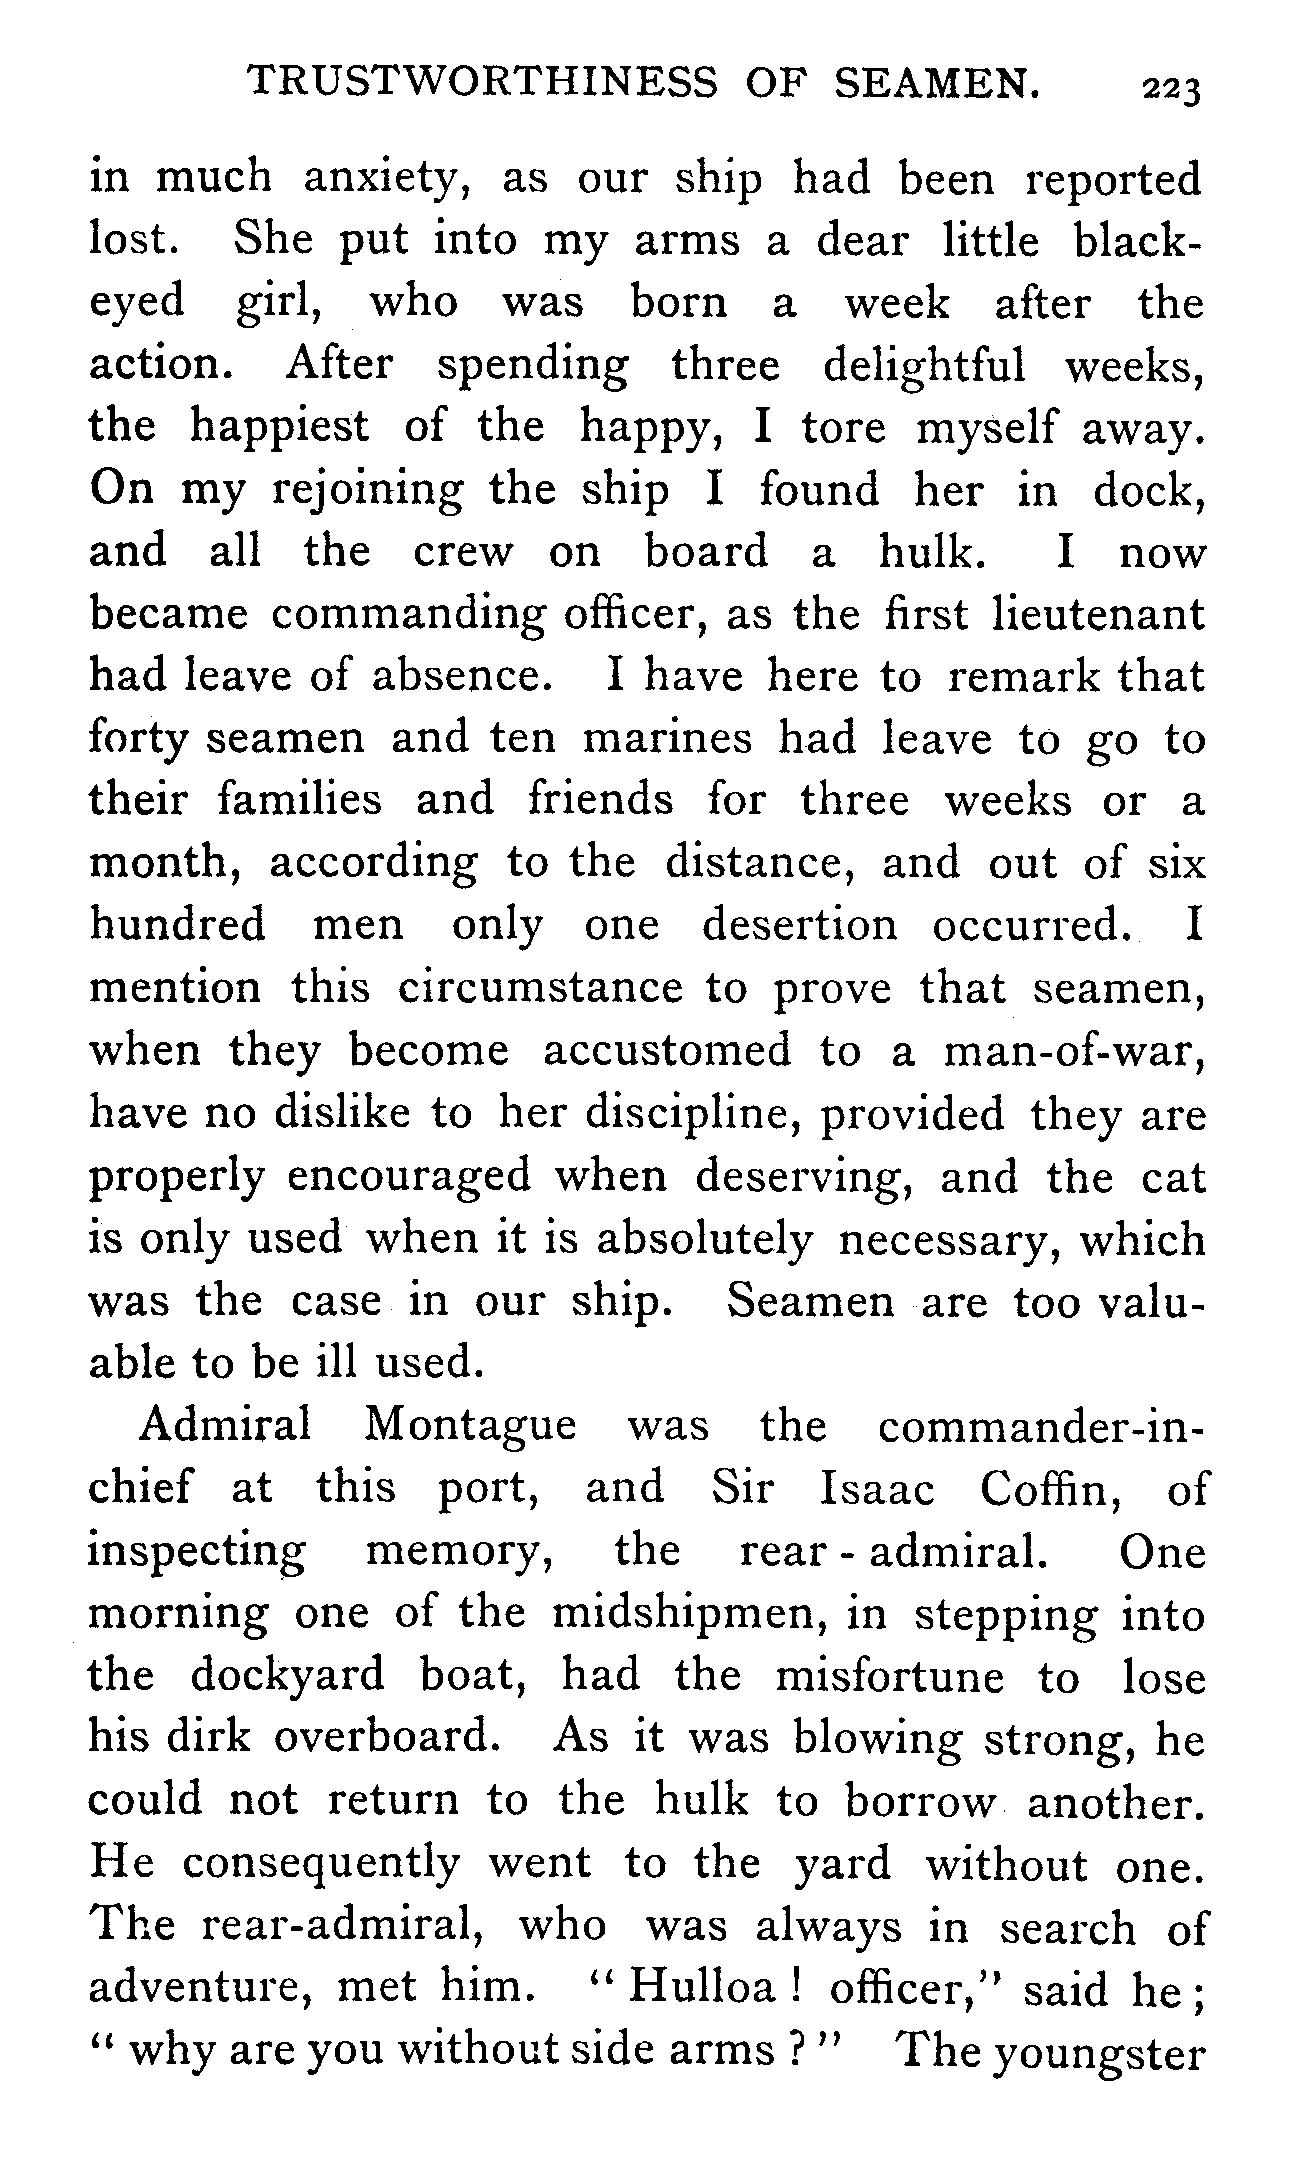 TRUSTWORTHINESS OF SEAMEN. 223
in much anxiety, as our ship had been reported
lost. She put into my arms a dear little black-
eyed girl, who was born a week after the
action. After spending three delightful weeks,
the happiest of the happy, I tore myself away.
On my rejoining the ship I found her in dock,
and all the crew on board a hulk. I now
became commanding officer, as the first lieutenant
had leave of absence. I have here to remark that
forty seamen and ten marines had leave to go to
their families and friends for three weeks or a
month, according to the distance, and out of six
hundred men only one desertion occurred. I
mention this circumstance to prove that seamen,
when they become accustomed to a man-of-war,
have no dislike to her discipline, provided they are
properly encouraged when deserving, and the cat
is only used when it is absolutely necessary, which
was the case in our ship. Seamen are too valu-
able to be ill used.
Admiral Montague was the commander-in-
chief at this port, and Sir Isaac Coffin, of
inspecting memory, the rear-admiral. One
morning one of the midshipmen, in stepping into
the dockyard boat, had the misfortune to lose
his dirk overboard. As it was blowing strong, he
could not return to the hulk to borrow another.
He consequently went to the yard without one.
The rear-admiral, who was always in search of
adventure, met him. "Hulloa! officer," said he;
"why are you without side arms?" The youngster